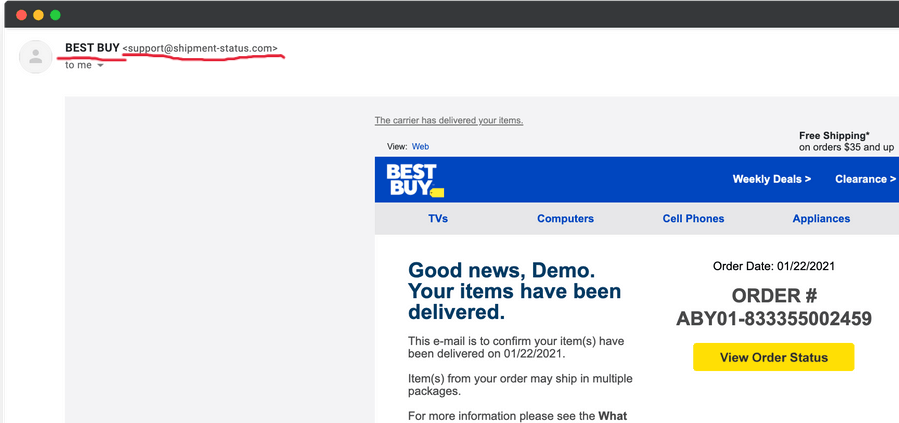 BEST BUY <support@shipment-status.com>
to me
The carrier has delivered your items.
Free Shipping*
View: Web
on orders $35 and up
BEST
BUY
Weekly Deals > Clearance >
TVs Computers Cell Phones Appliances
Good news, Demo.
Your items have been
delivered.
This e-mail is to confirm your item(s) have
been delivered on 01/22/2021.
Item(s) from your order may ship in multiple
packages.
For more information please see the What
Order Date: 01/22/2021
ORDER #
ABY01-833355002459
View Order Status